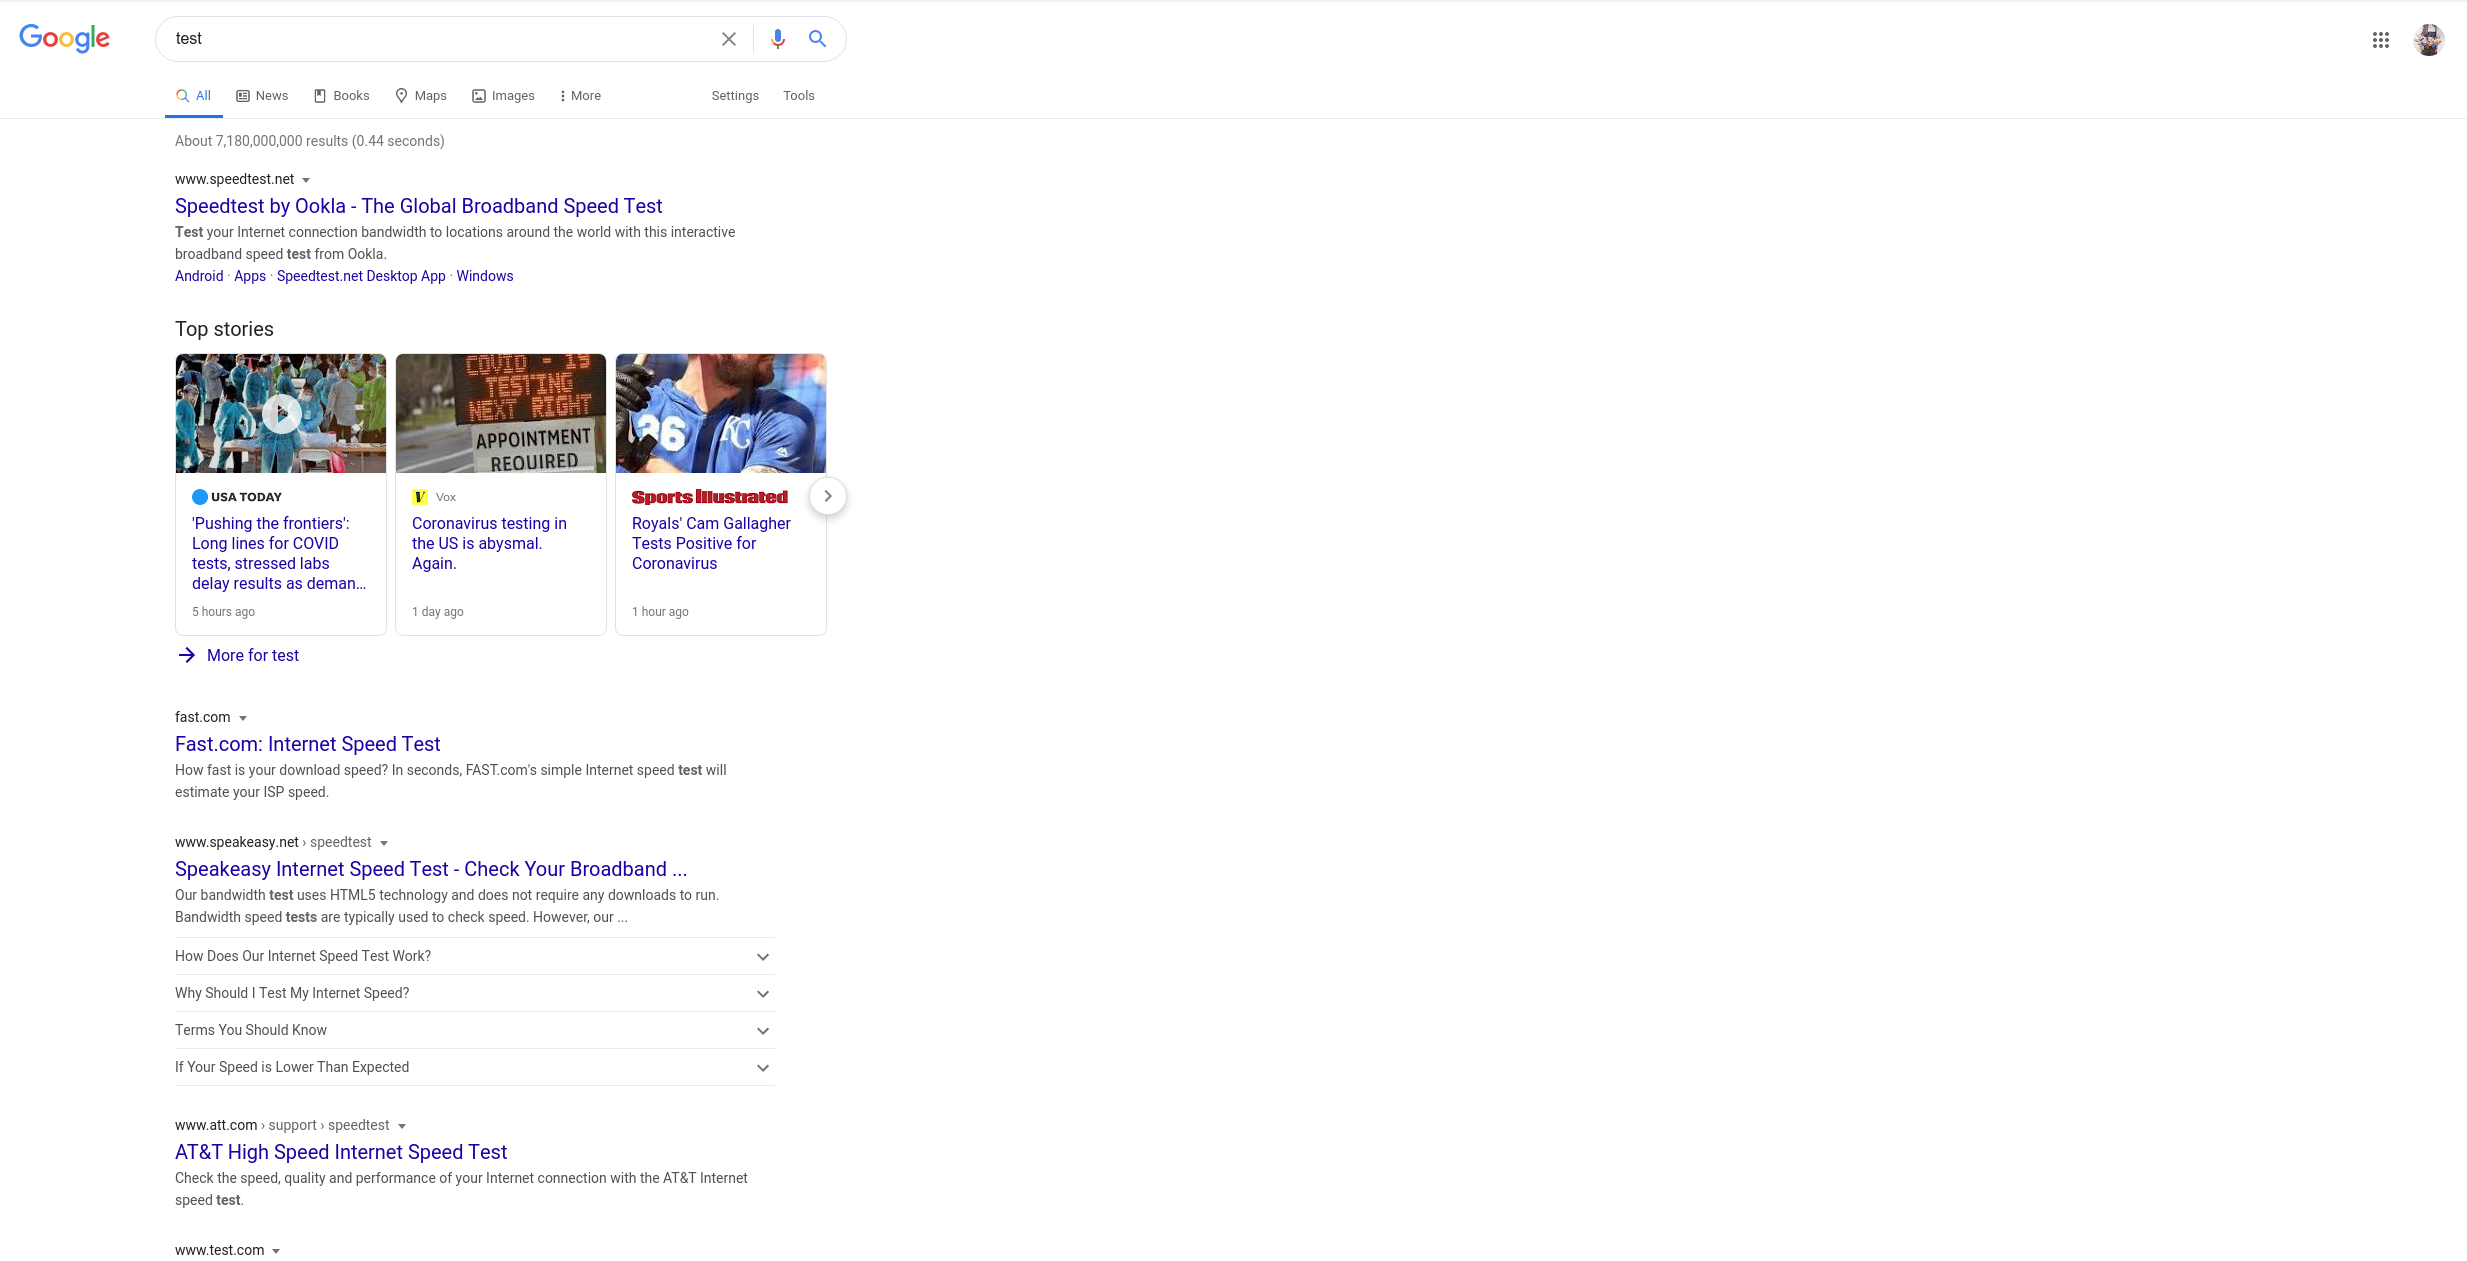 Google
test
All
News
Books
Maps
Images
More
Settings
Tools
About 7,180,000,000 results (0.44 seconds)
www.speedtest.net
Speedtest by Ookla - The Global Broadband Speed Test
Test your Internet connection bandwidth to locations around the world with this interactive
broadband speed test from Ookla.
Android · Apps · Speedtest.net Desktop App · Windows
Top stories
USA TODAY
'Pushing the frontiers':
Long lines for COVID
tests, stressed labs
delay results as deman…
5 hours ago
COVID - 19
TESTING
NEXT RIGHT
APPOINTMENT
REQUIRED
V
Vox
Coronavirus testing in
the US is abysmal.
Again.
1 day ago
36
KC
Sports Illustrated
Royals' Cam Gallagher
Tests Positive for
Coronavirus
1 hour ago
More for test
fast.com
Fast.com: Internet Speed Test
How fast is your download speed? In seconds, FAST.com's simple Internet speed test will
estimate your ISP speed.
www.speakeasy.net › speedtest
Speakeasy Internet Speed Test - Check Your Broadband ...
Our bandwidth test uses HTML5 technology and does not require any downloads to run.
Bandwidth speed tests are typically used to check speed. However, our ...
How Does Our Internet Speed Test Work?
Why Should I Test My Internet Speed?
Terms You Should Know
If Your Speed is Lower Than Expected
www.att.com › support › speedtest
AT&T High Speed Internet Speed Test
Check the speed, quality and performance of your Internet connection with the AT&T Internet
speed test.
www.test.com